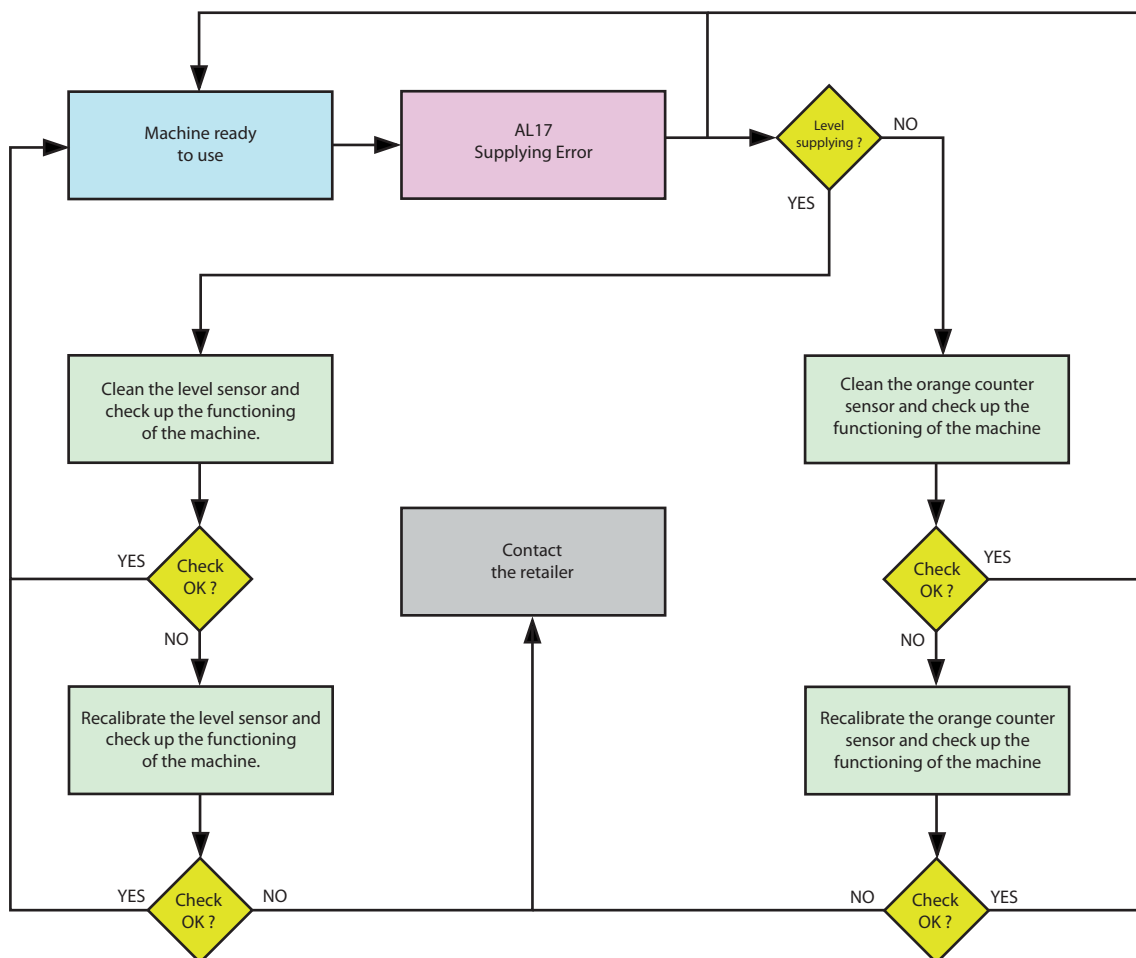 Machine ready
to use
AL17
Supplying Error
Level
supplying ?
NO
YES
Clean the level sensor and
check up the functioning
of the machine.
Clean the orange counter
sensor and check up the
functioning of the machine
Contact
the retailer
YES
Check
OK ?
NO
Check
OK ?
YES
NO
Recalibrate the level sensor and
check up the functioning
of the machine.
Recalibrate the orange counter
sensor and check up the
functioning of the machine
YES
Check
OK ?
NO
NO
Check
OK ?
YES